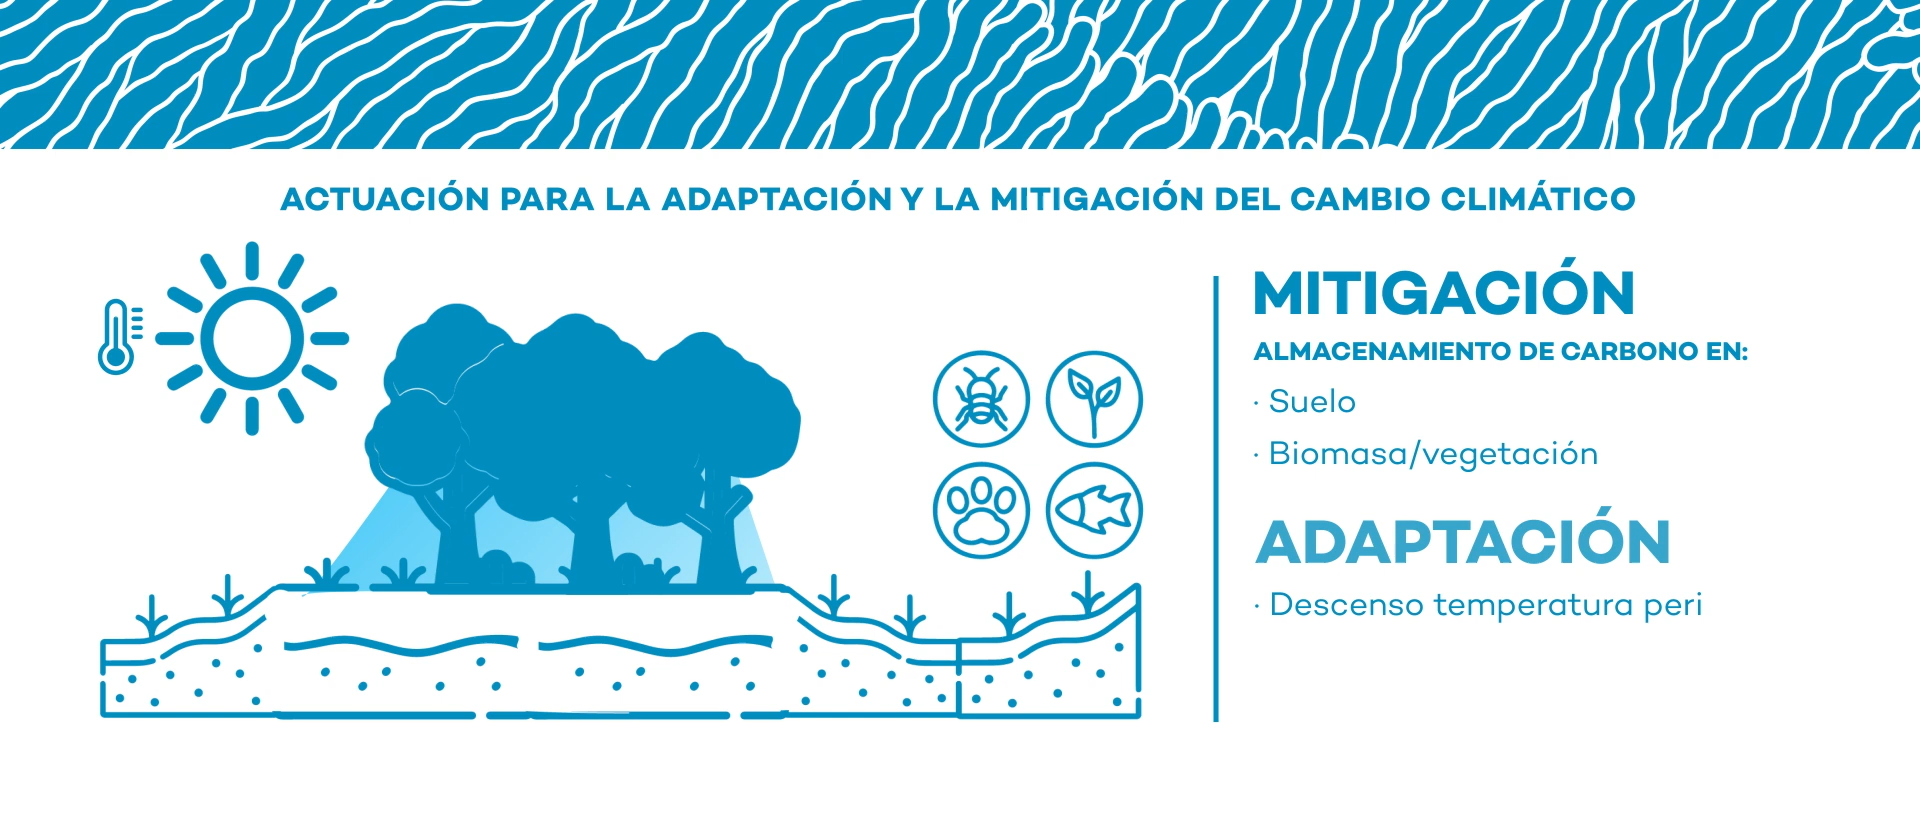 ACTUACIÓN PARA LA ADAPTACIÓN Y LA MITIGACIÓN DEL CAMBIO CLIMÁTICO
MITIGACIÓN
ALMACENAMIENTO DE CARBONO EN:
· Suelo
· Biomasa/vegetación
ADAPTACIÓN
· Descenso temperatura peri